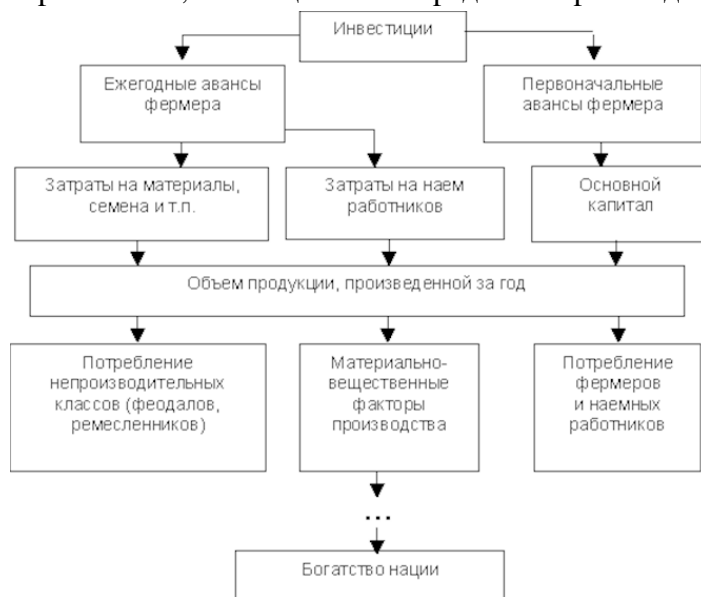 Инвестиции
Ежегодные авансы
фермера
Первоначальные
авансы фермера
Затраты на материалы,
семена и т.п.
Затраты на наем
работников
Основной
капитал
Объем продукции, произведенной за год
Потребление
непроизводительных
классов (феодалов,
ремесленников)
Материально-
вещественные
факторы
производства
Потребление
фермеров
и наемных
работников
...
Богатство нации